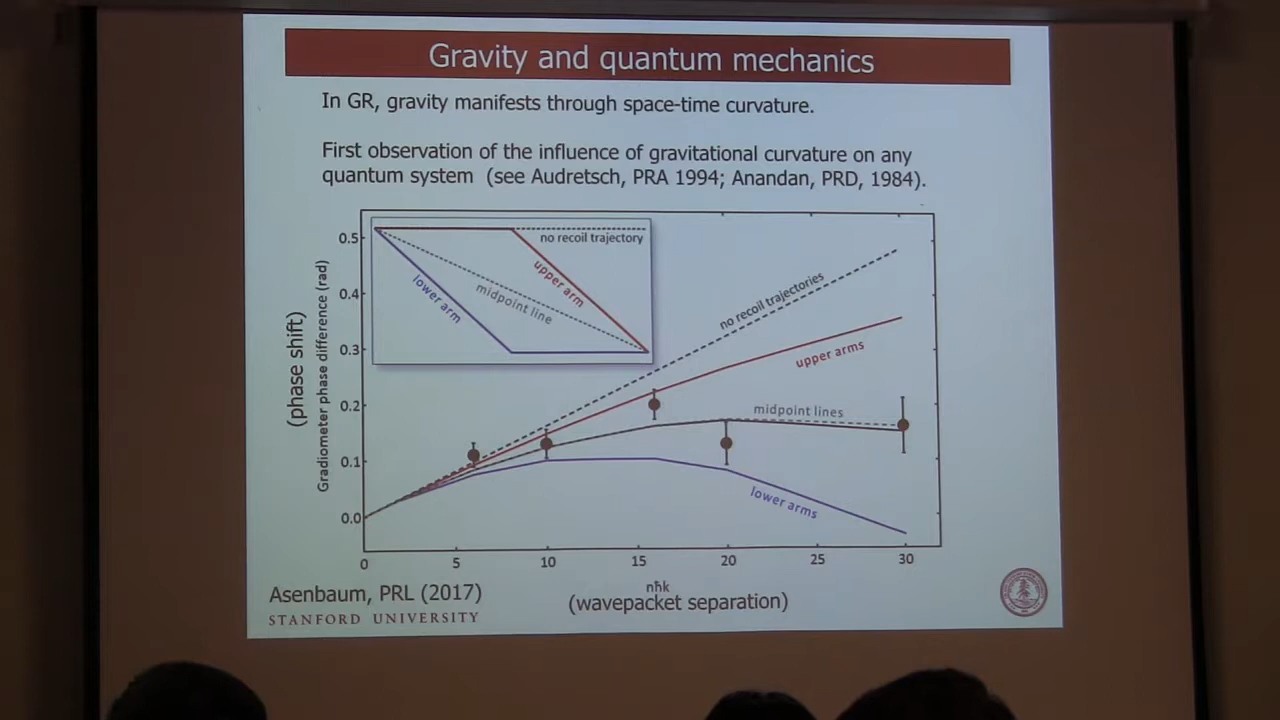 Gravity and quantum mechanics
In GR, gravity manifests through space-time curvature.
First observation of the influence of gravitational curvature on any
quantum system (see Audretsch, PRA 1994; Anandan, PRD, 1984).
(phase shift)
Gradiometer phase difference (rad)
0.5
0.4
0.3
0.2
0.1
0.0
no recoil trajectory
upper arm
midpoint line
lower arm
no recoil trajectories
upper arms
midpoint lines
lower arms
0 5 10 15 20 25 30
nħk
(wavepacket separation)
Asenbaum, PRL (2017)
STANFORD UNIVERSITY